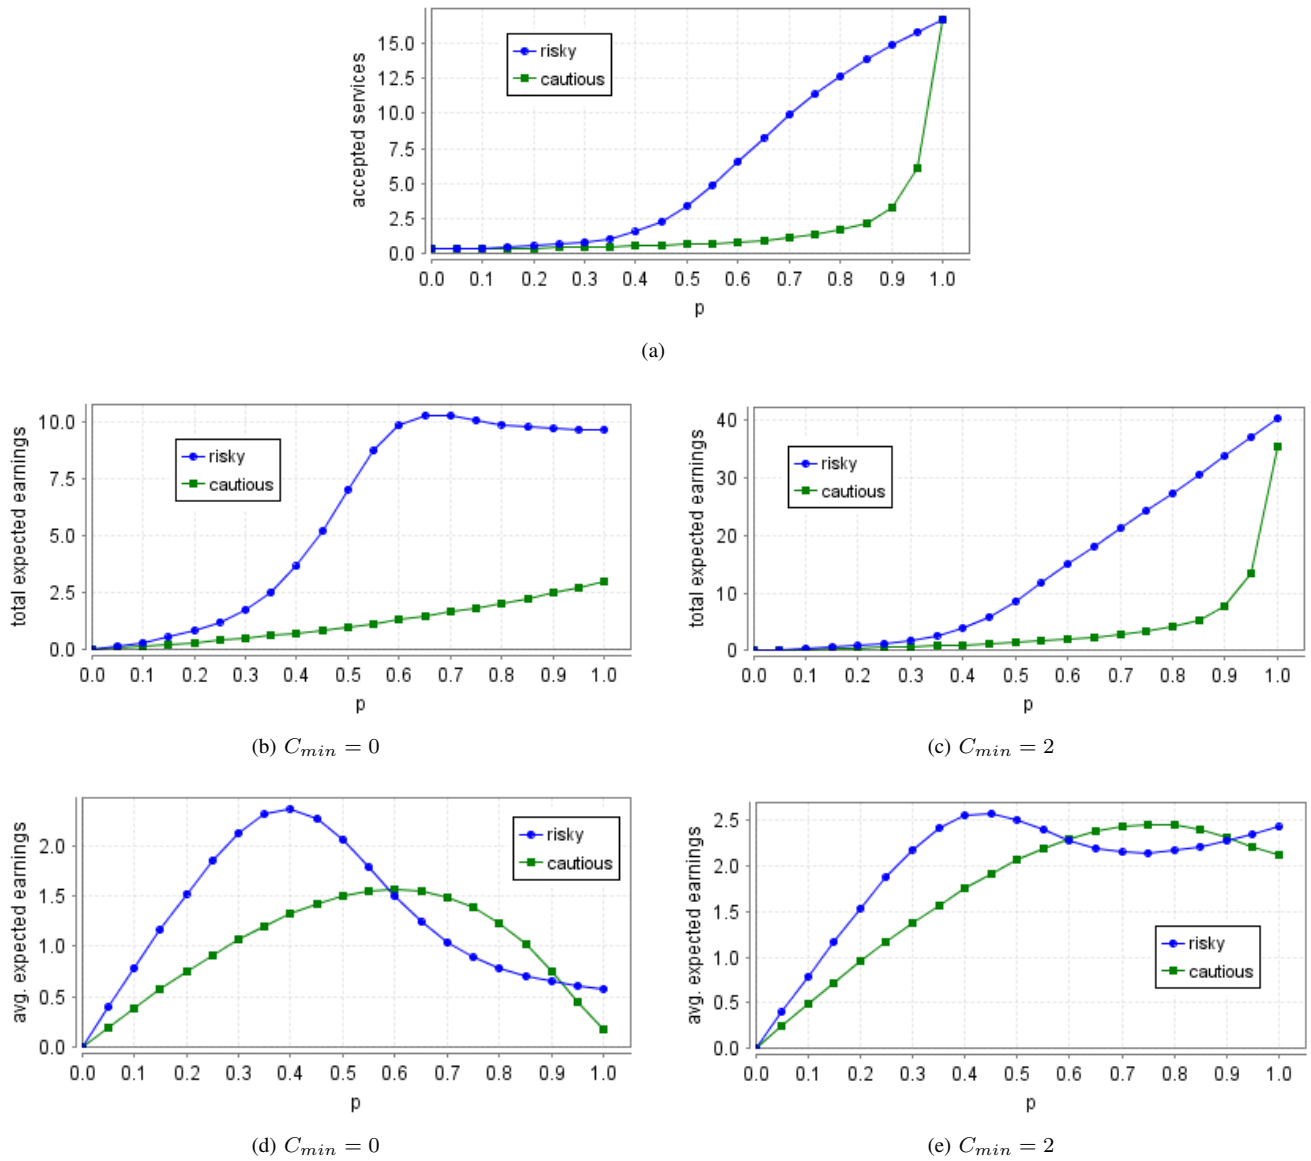 accepted services
15.0
12.5
10.0
7.5
5.0
2.5
0.0
risky
cautious
0.0 0.1 0.2 0.3 0.4 0.5 0.6 0.7 0.8 0.9 1.0
p
(a)
total expected earnings
10.0
7.5
5.0
2.5
0.0
risky
cautious
0.0 0.1 0.2 0.3 0.4 0.5 0.6 0.7 0.8 0.9 1.0
p
(b) C_min = 0
total expected earnings
40
30
20
10
0
risky
cautious
0.0 0.1 0.2 0.3 0.4 0.5 0.6 0.7 0.8 0.9 1.0
p
(c) C_min = 2
avg. expected earnings
2.0
1.5
1.0
0.5
0.0
risky
cautious
0.0 0.1 0.2 0.3 0.4 0.5 0.6 0.7 0.8 0.9 1.0
p
(d) C_min = 0
avg. expected earnings
2.5
2.0
1.5
1.0
0.5
0.0
risky
cautious
0.0 0.1 0.2 0.3 0.4 0.5 0.6 0.7 0.8 0.9 1.0
p
(e) C_min = 2